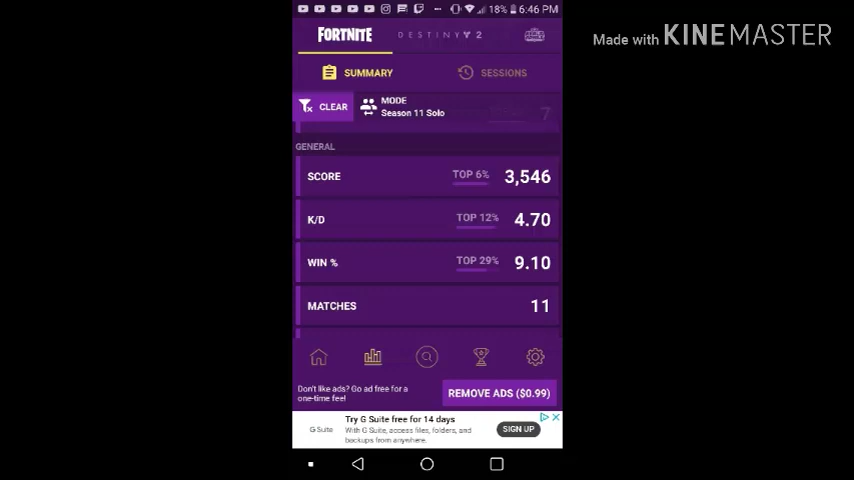 18% 6:46 PM
Made with KINEMASTER
FORTNITE DESTINY 2
SUMMARY SESSIONS
CLEAR MODE
Season 11 Solo
7
GENERAL
SCORE TOP 6% 3,546
K/D TOP 12% 4.70
WIN % TOP 29% 9.10
MATCHES 11
Don't like ads? Go ad free for a
one-time fee!
REMOVE ADS ($0.99)
Try G Suite free for 14 days
G Suite With G Suite, access files, folders, and
backups from anywhere.
SIGN UP